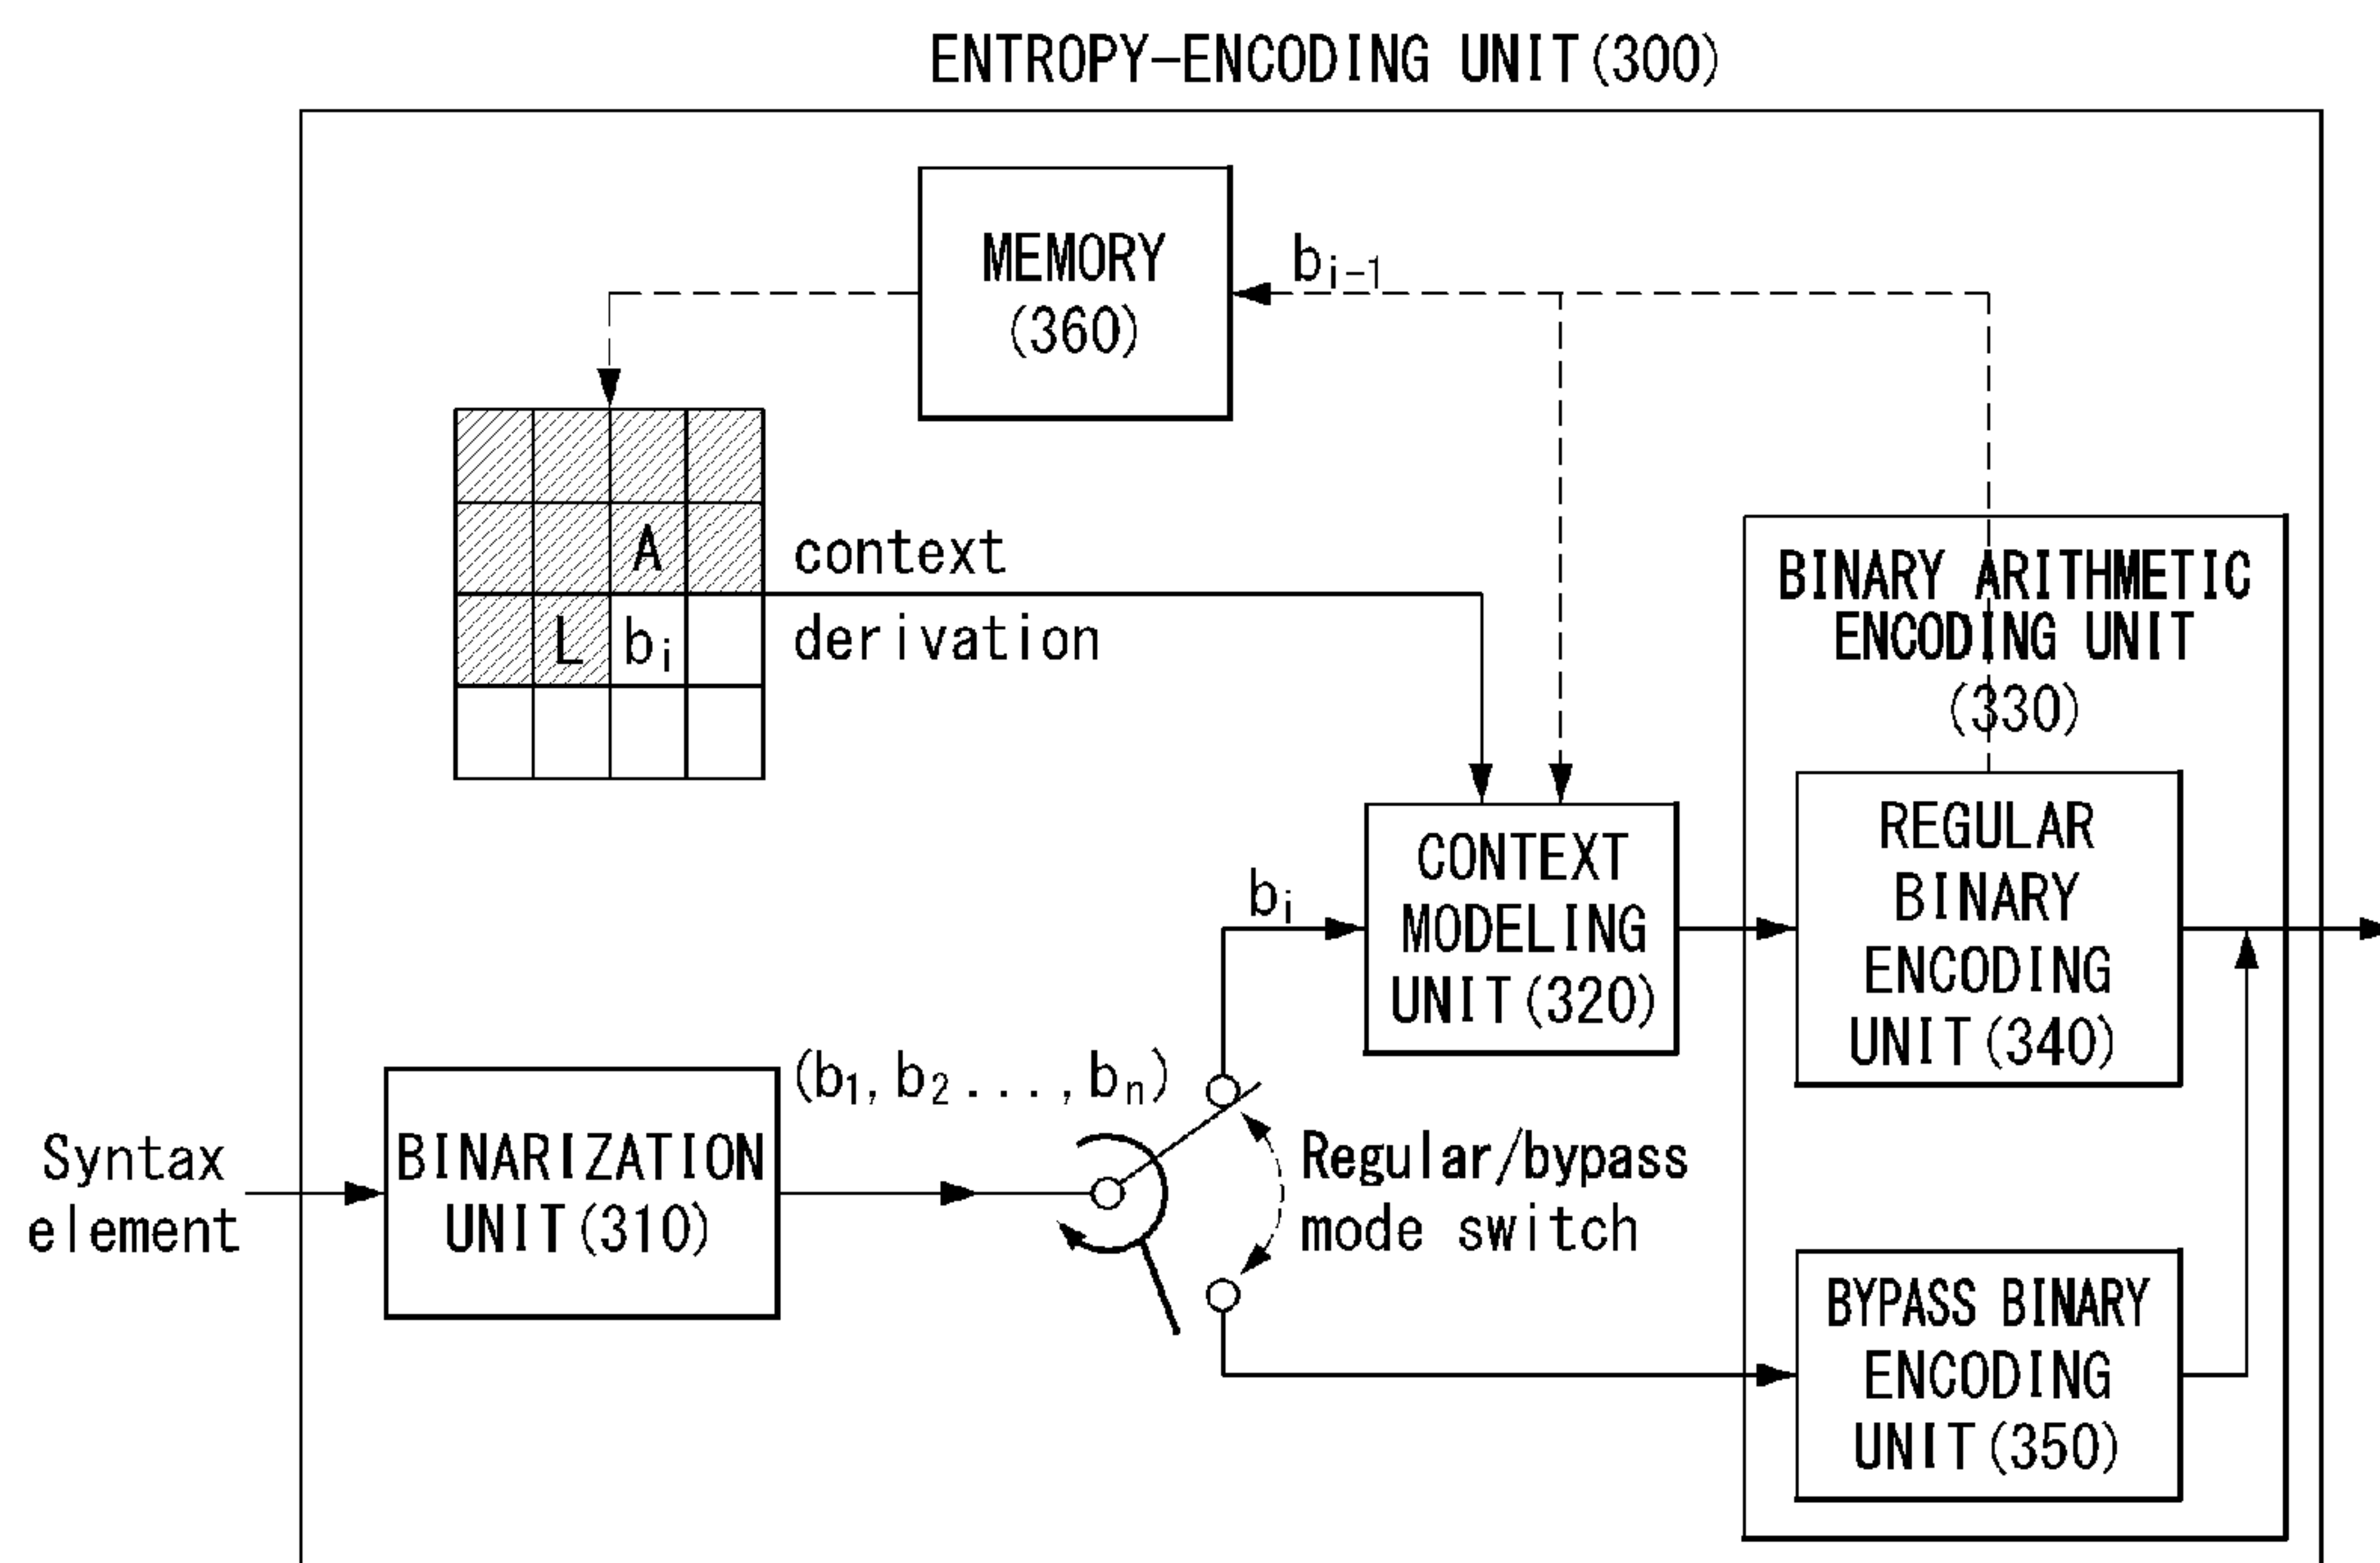 ENTROPY-ENCODING UNIT(300)
MEMORY
(360)
bi-1
A
L
bi
context
derivation
BINARY ARITHMETIC
ENCODING UNIT
(330)
CONTEXT
MODELING
UNIT(320)
bi
REGULAR
BINARY
ENCODING
UNIT(340)
Syntax
element
BINARIZATION
UNIT(310)
(b1, b2...,bn)
Regular/bypass
mode switch
BYPASS BINARY
ENCODING
UNIT(350)